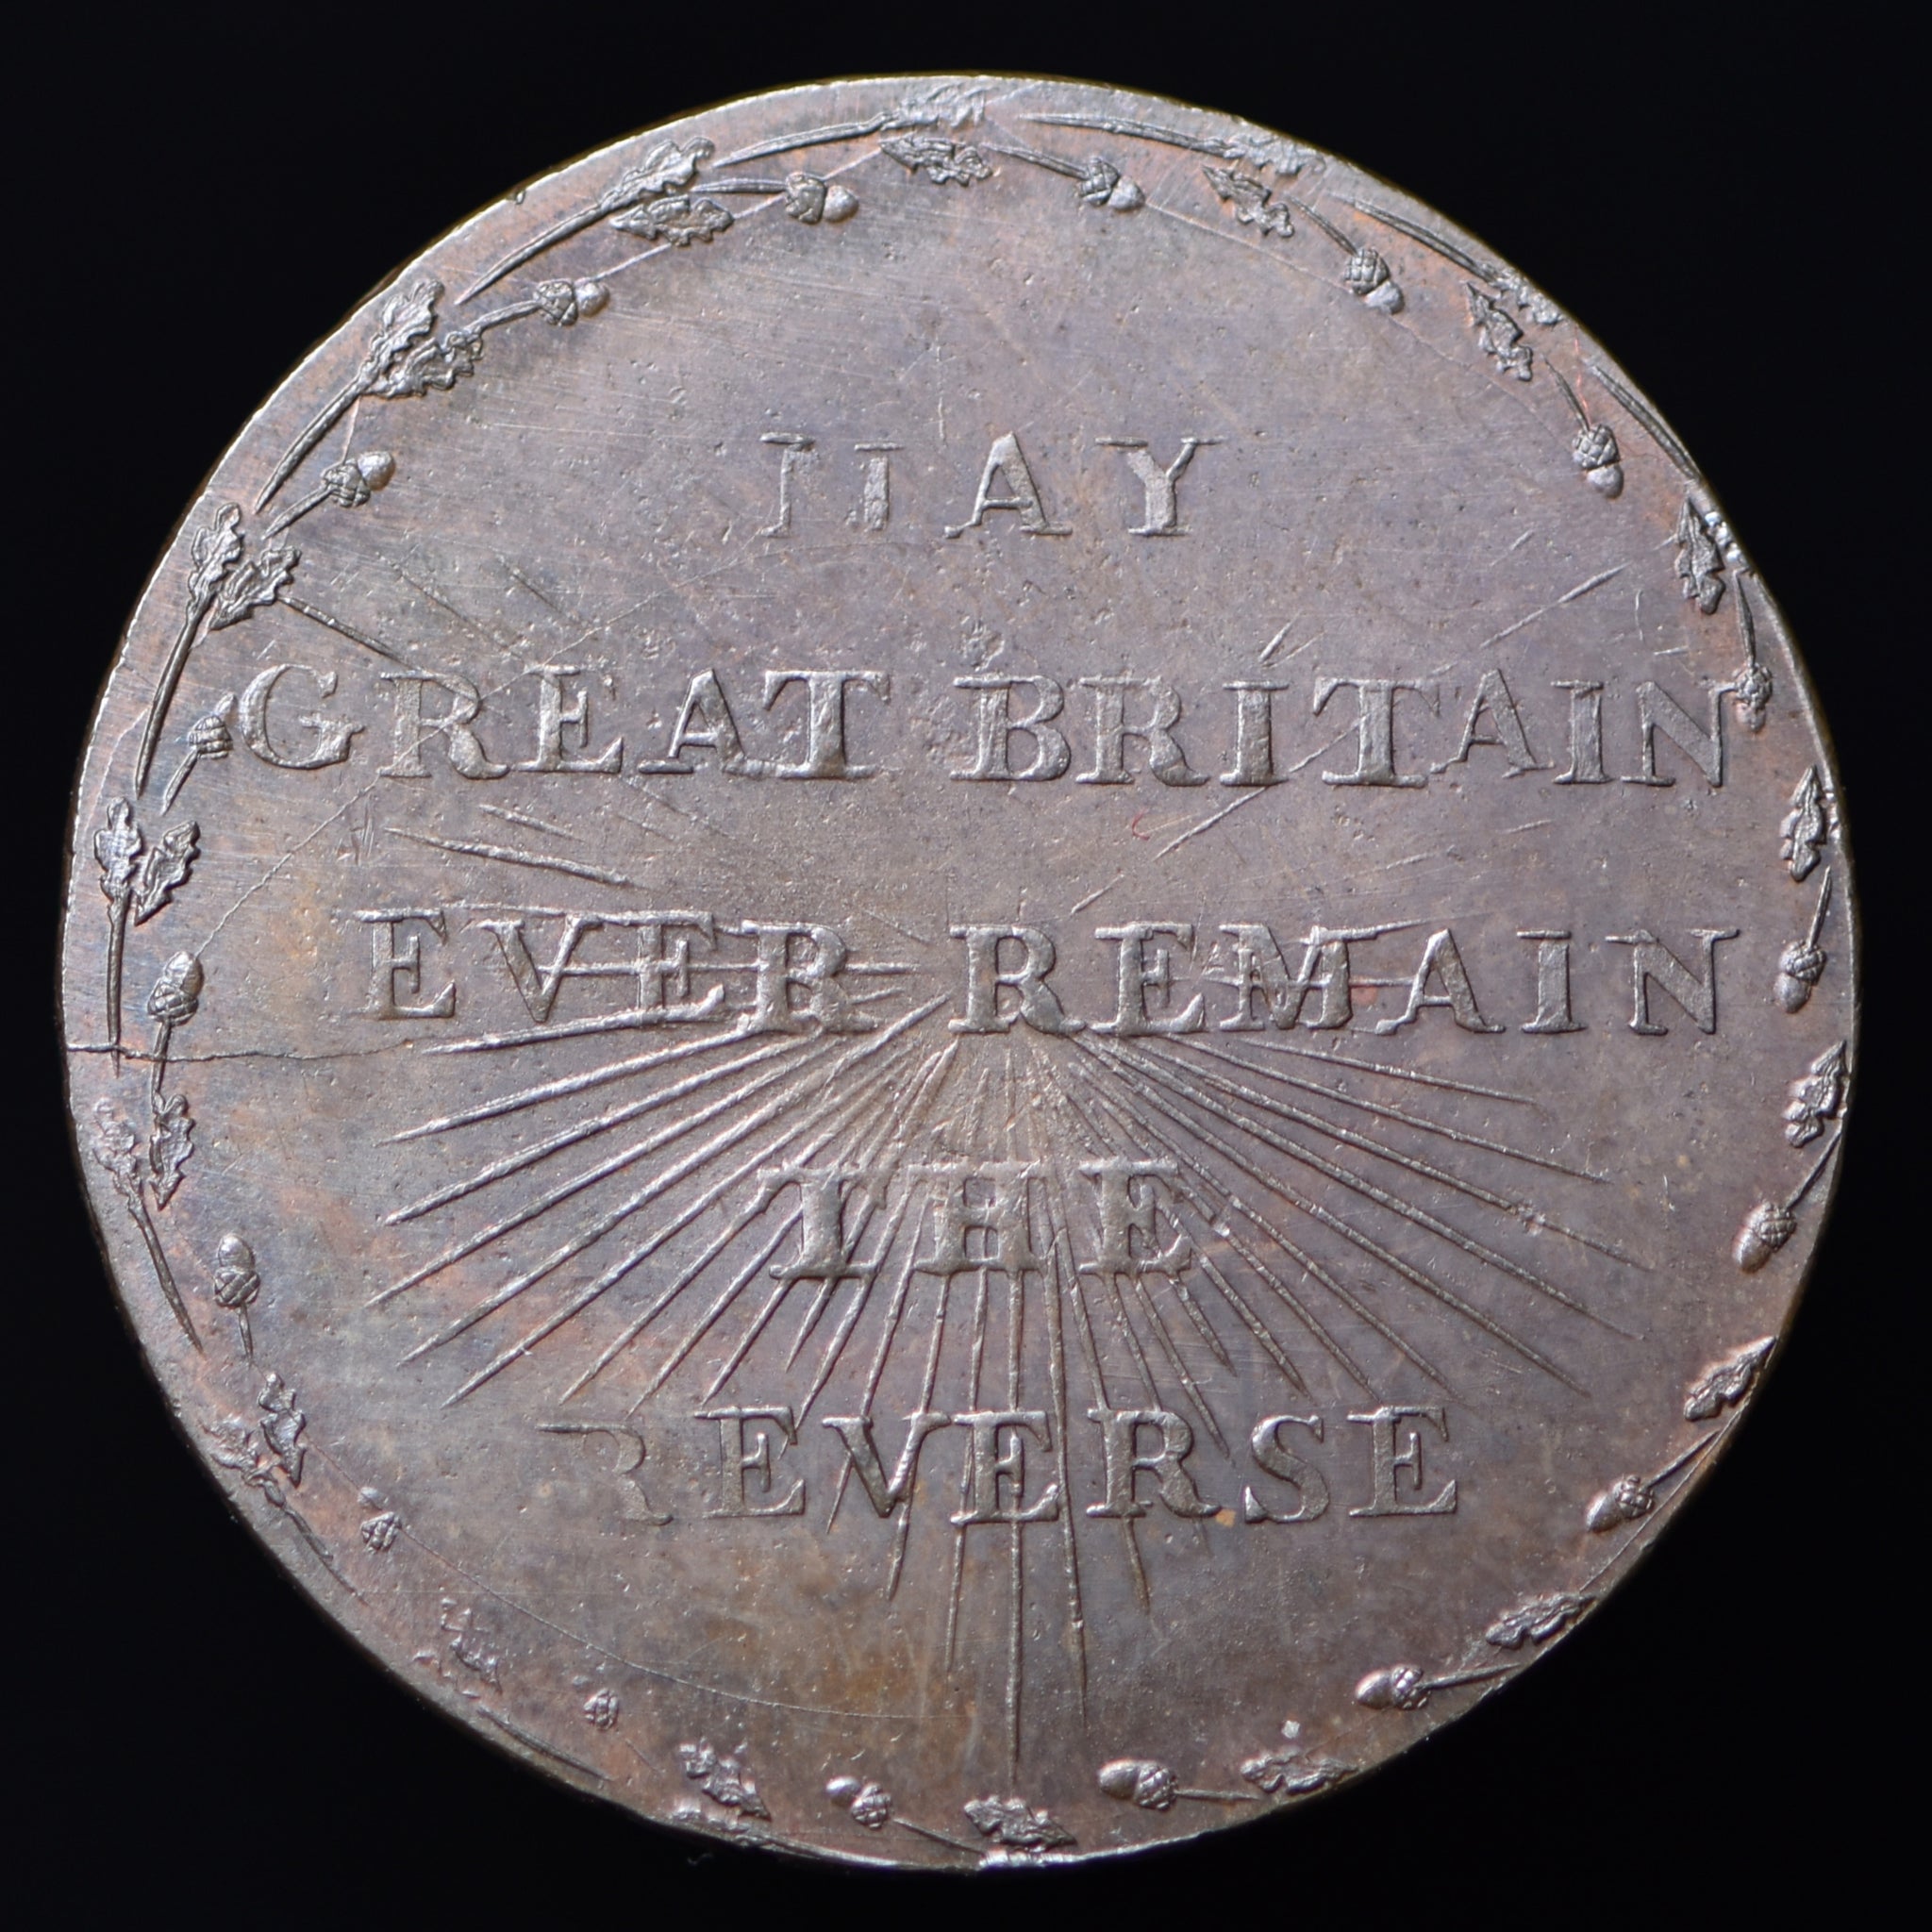 MAY
GREAT BRITAIN
EVER REMAIN
THE
REVERSE